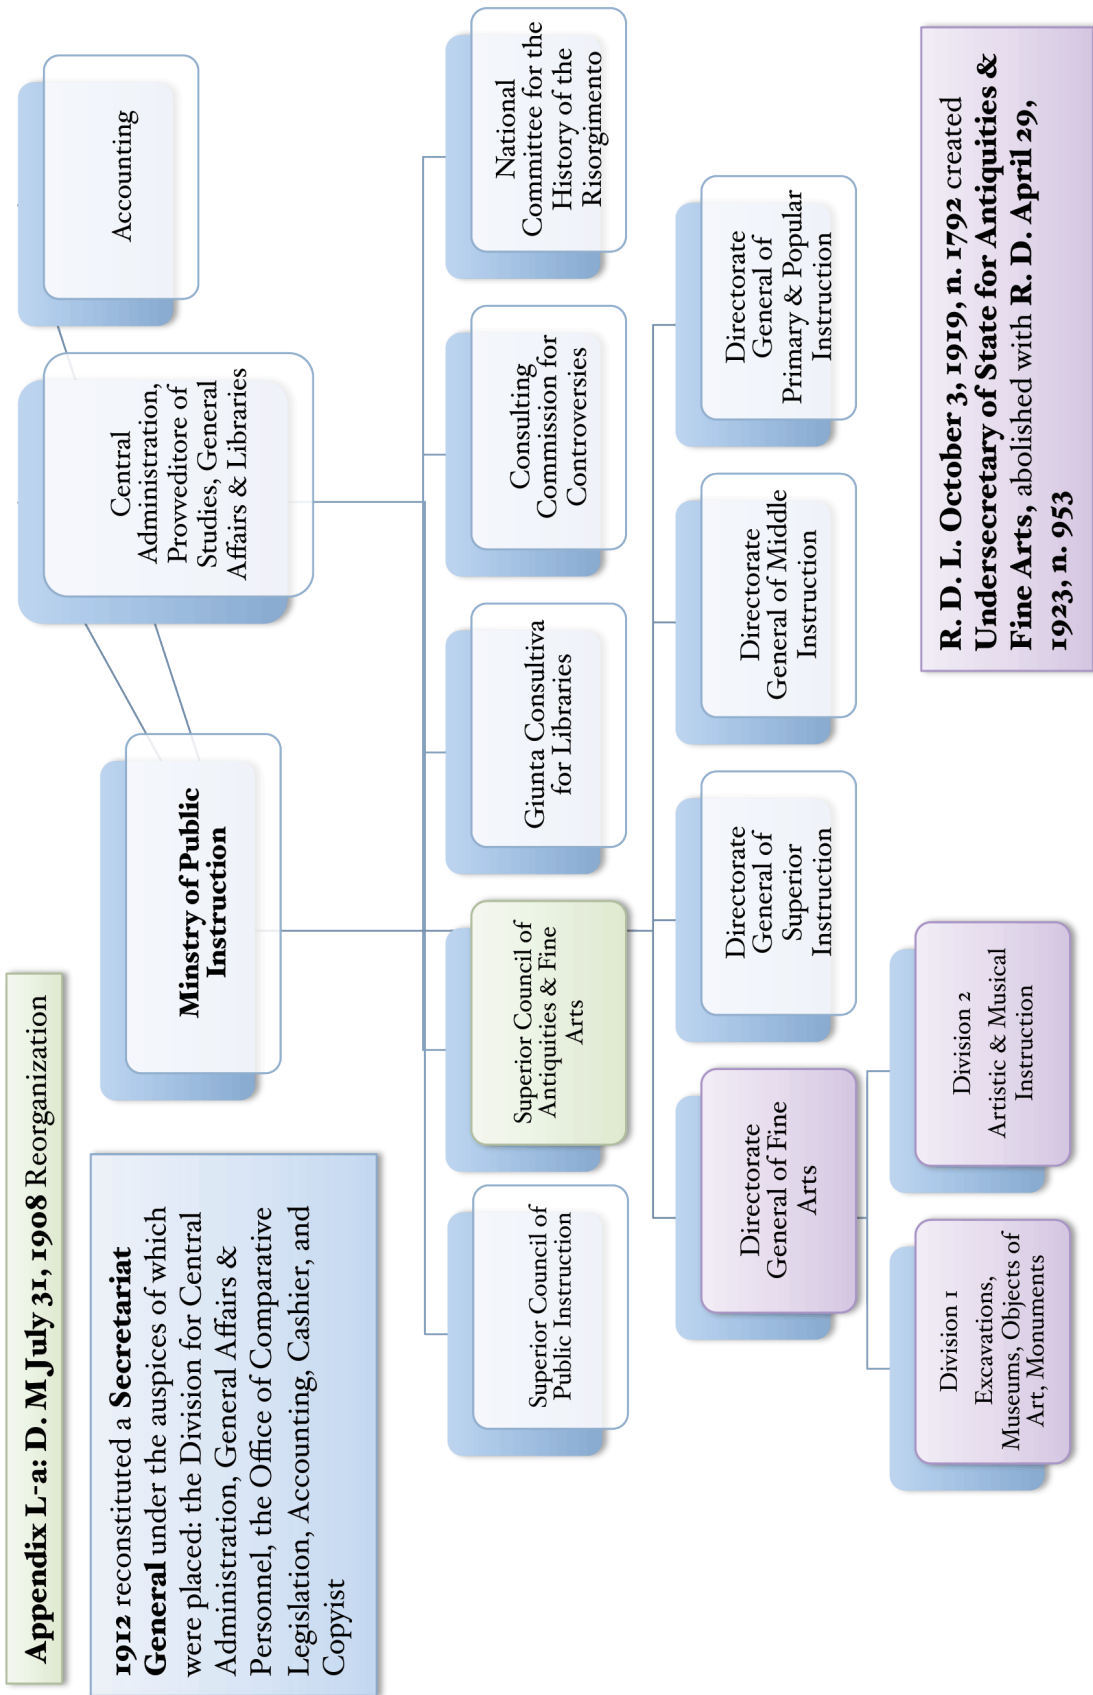 Appendix L-a: D. M July 31, 1908 Reorganization
1912 reconstituted a Secretariat
General under the auspices of which
were placed: the Division for Central
Administration, General Affairs &
Personnel, the Office of Comparative
Legislation, Accounting, Cashier, and
Copyist
Minstry of Public
Instruction
Central
Administration,
Provveditore of
Studies, General
Affairs & Libraries
Accounting
Superior Council of
Public Instruction
Superior Council of
Antiquities & Fine
Arts
Giunta Consultiva
for Libraries
Consulting
Commission for
Controversies
National
Committee for the
History of the
Risorgimento
Directorate
General of Fine
Arts
Directorate
General of
Superior
Instruction
Directorate
General of Middle
Instruction
Directorate
General of
Primary & Popular
Instruction
Division 1
Excavations,
Museums, Objects of
Art, Monuments
Division 2
Artistic & Musical
Instruction
R. D. L. October 3, 1919, n. 1792 created
Undersecretary of State for Antiquities &
Fine Arts, abolished with R. D. April 29,
1923, n. 953